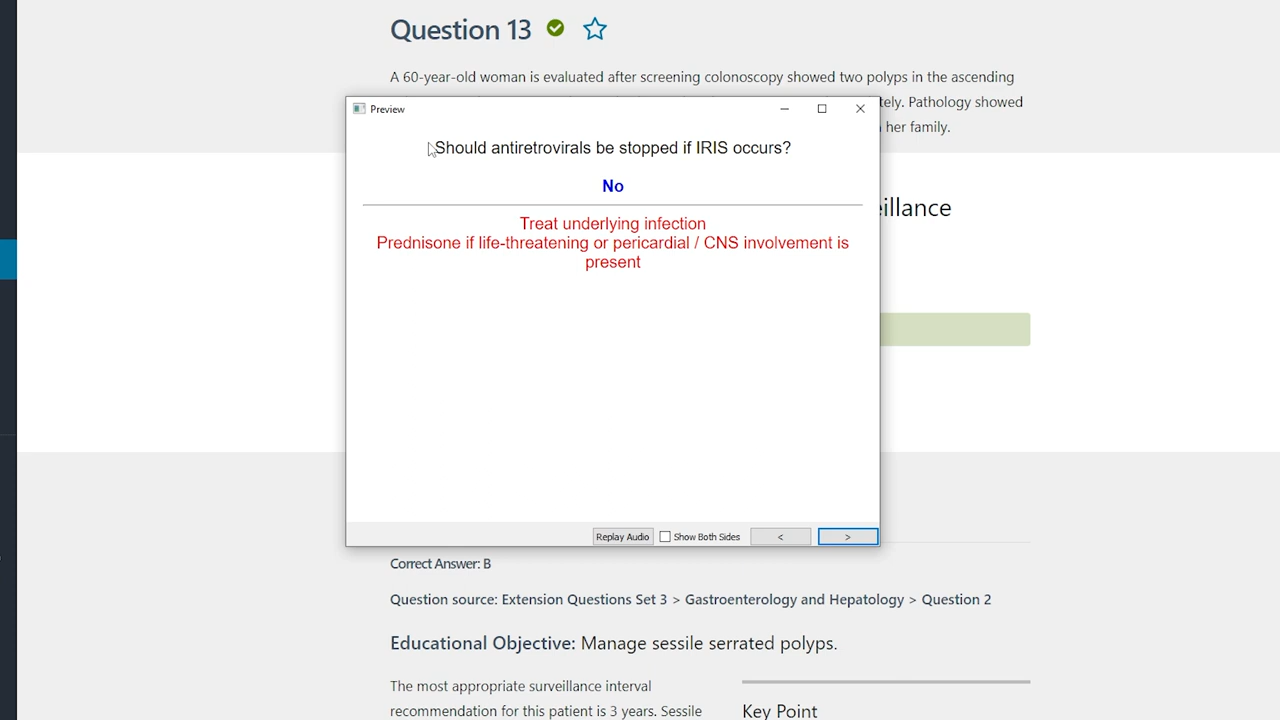 Question 13
A 60-year-old woman is evaluated after screening colonoscopy showed two polyps in the ascending
tely. Pathology showed
her family.
Preview
Should antiretrovirals be stopped if IRIS occurs?
No
eillance
Treat underlying infection
Prednisone if life-threatening or pericardial / CNS involvement is
present
Replay Audio
Show Both Sides
<
>
Correct Answer: B
Question source: Extension Questions Set 3 > Gastroenterology and Hepatology > Question 2
Educational Objective: Manage sessile serrated polyps.
The most appropriate surveillance interval
recommendation for this patient is 3 years. Sessile
Key Point